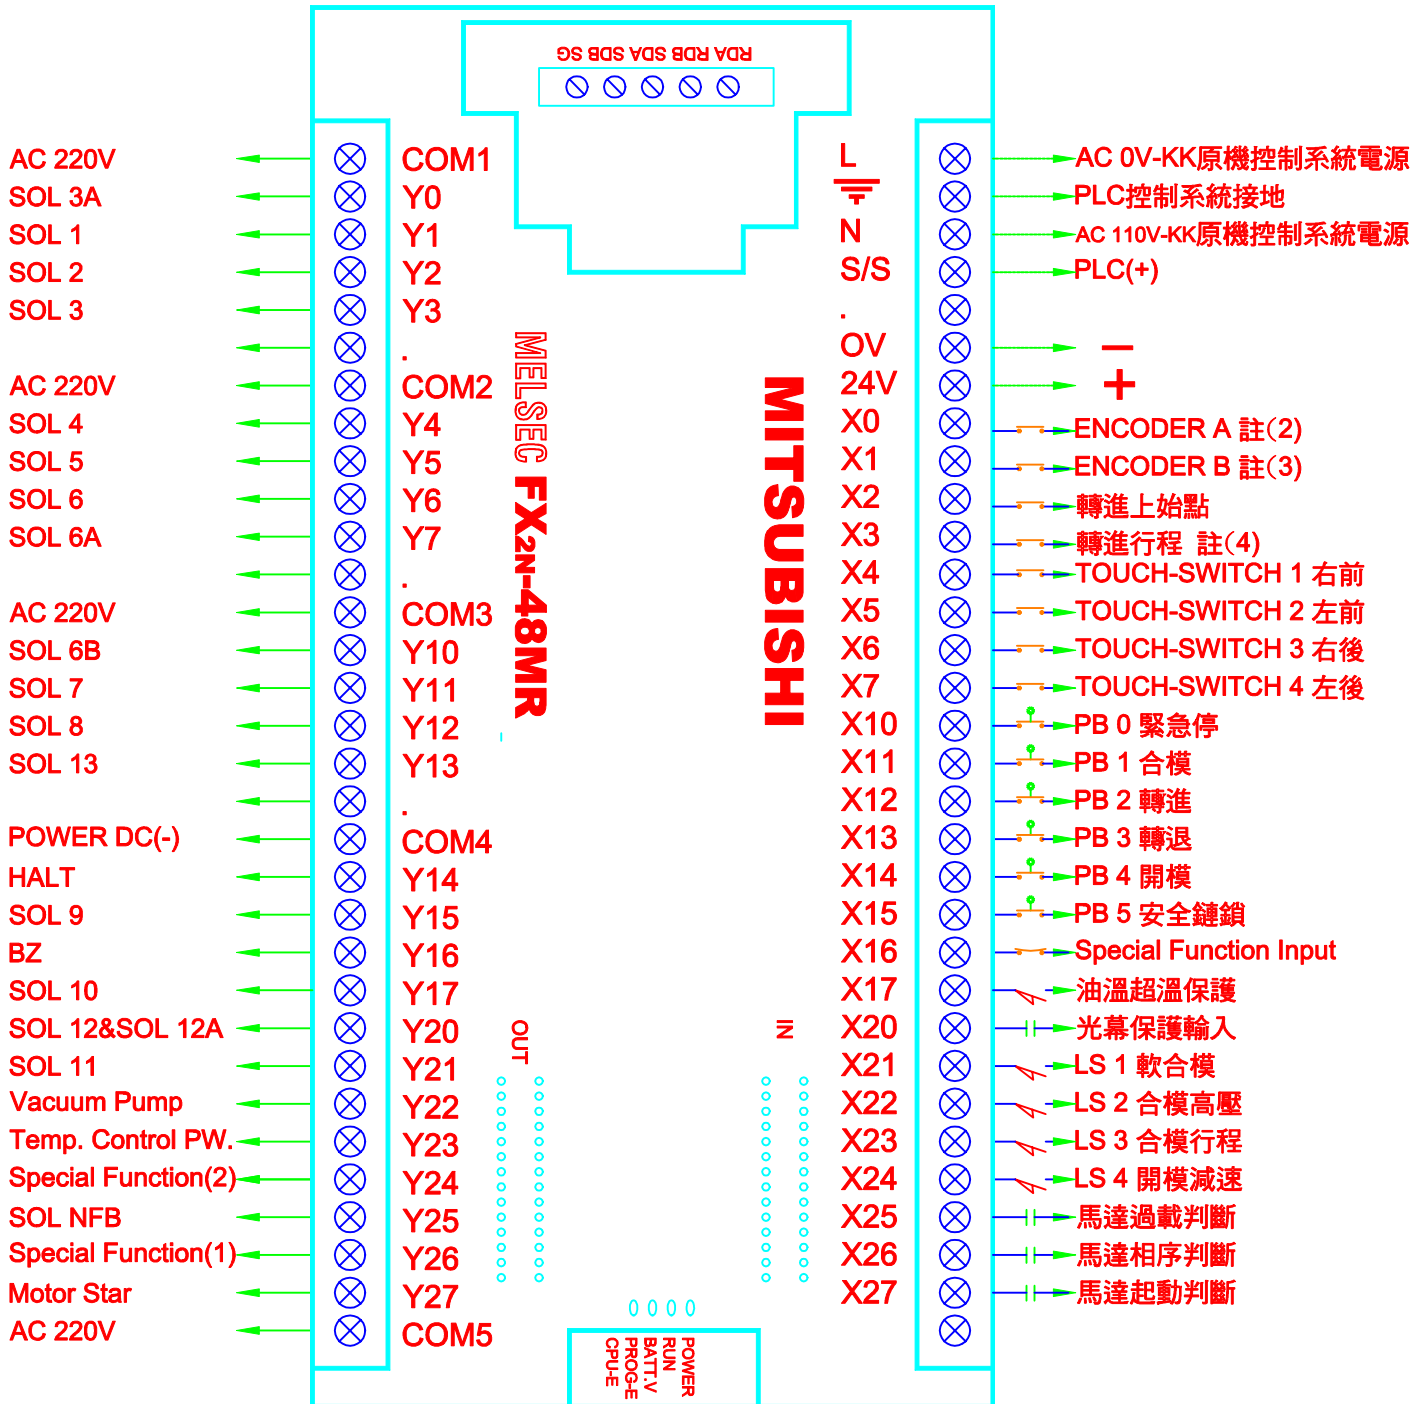 RDA RDB SDA SDB SG
AC 220V COM1 L AC 0V-KK原機控制系統電源
SOL 3A Y0 PLC控制系統接地
SOL 1 Y1 N AC 110V-KK原機控制系統電源
SOL 2 Y2 S/S PLC(+)
SOL 3 Y3 .
. OV −
AC 220V COM2 24V +
SOL 4 Y4 X0 ENCODER A 註(2)
SOL 5 Y5 X1 ENCODER B 註(3)
SOL 6 Y6 X2 轉進上始點
SOL 6A Y7 X3 轉進行程 註(4)
. X4 TOUCH-SWITCH 1 右前
AC 220V COM3 X5 TOUCH-SWITCH 2 左前
SOL 6B Y10 X6 TOUCH-SWITCH 3 右後
SOL 7 Y11 X7 TOUCH-SWITCH 4 左後
SOL 8 Y12 X10 PB 0 緊急停
SOL 13 Y13 X11 PB 1 合模
. X12 PB 2 轉進
POWER DC(-) COM4 X13 PB 3 轉退
HALT Y14 X14 PB 4 開模
SOL 9 Y15 X15 PB 5 安全鏈鎖
BZ Y16 X16 Special Function Input
SOL 10 Y17 X17 油溫超溫保護
SOL 12&SOL 12A Y20 X20 光幕保護輸入
SOL 11 Y21 X21 LS 1 軟合模
Vacuum Pump Y22 X22 LS 2 合模高壓
Temp. Control PW. Y23 X23 LS 3 合模行程
Special Function(2) Y24 X24 LS 4 開模減速
SOL NFB Y25 X25 馬達過載判斷
Special Function(1) Y26 X26 馬達相序判斷
Motor Star Y27 X27 馬達起動判斷
AC 220V COM5
MELSEC FX2N-48MR
MITSUBISHI
OUT
IN
POWER
RUN
BATT.V
PROG-E
CPU-E